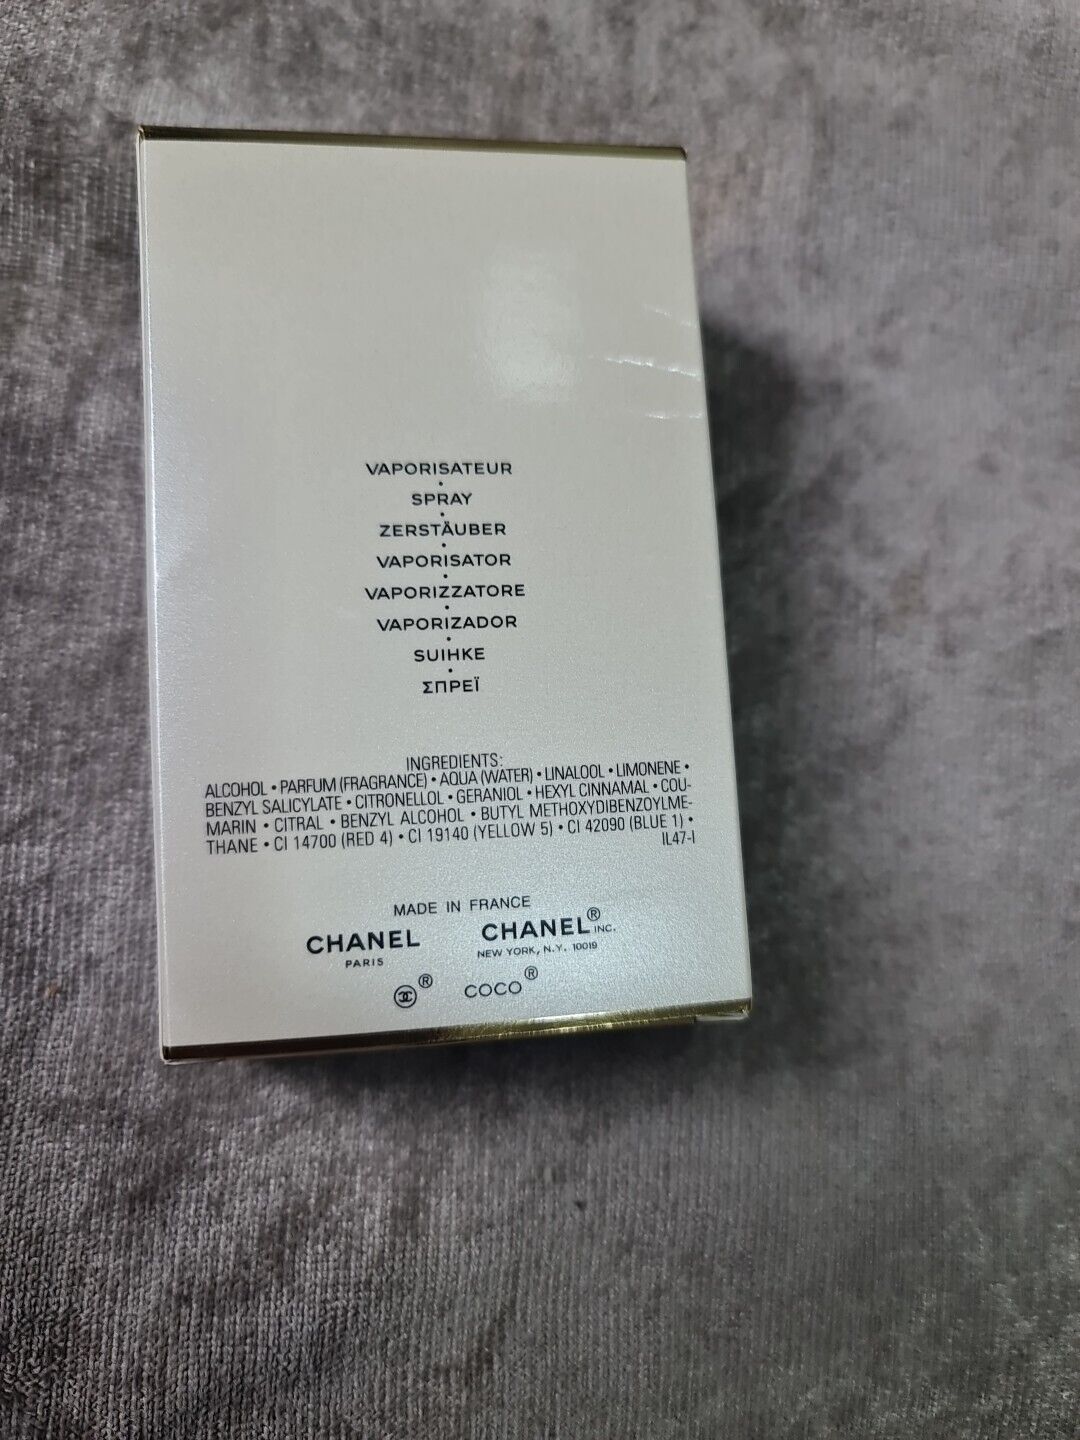 VAPORISATEUR
•
SPRAY
•
ZERSTÄUBER
•
VAPORISATOR
•
VAPORIZZATORE
•
VAPORIZADOR
•
SUIHKE
•
ΣΠΡΕΪ
INGREDIENTS:
ALCOHOL • PARFUM (FRAGRANCE) • AQUA (WATER) • LINALOOL • LIMONENE •
BENZYL SALICYLATE • CITRONELLOL • GERANIOL • HEXYL CINNAMAL • COU-
MARIN • CITRAL • BENZYL ALCOHOL • BUTYL METHOXYDIBENZOYLME-
THANE • CI 14700 (RED 4) • CI 19140 (YELLOW 5) • CI 42090 (BLUE 1) •
IL47-I
MADE IN FRANCE
CHANEL
PARIS
CHANEL® INC.
NEW YORK, N.Y. 10019
®
COCO®